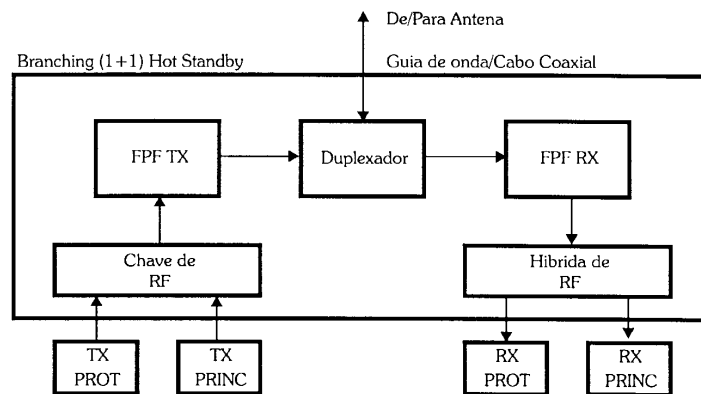 De/Para Antena
Branching (1+1) Hot Standby
Guia de onda/Cabo Coaxial
FPF TX
Duplexador
FPF RX
Chave de
RF
Hibrida de
RF
TX
PROT
TX
PRINC
RX
PROT
RX
PRINC